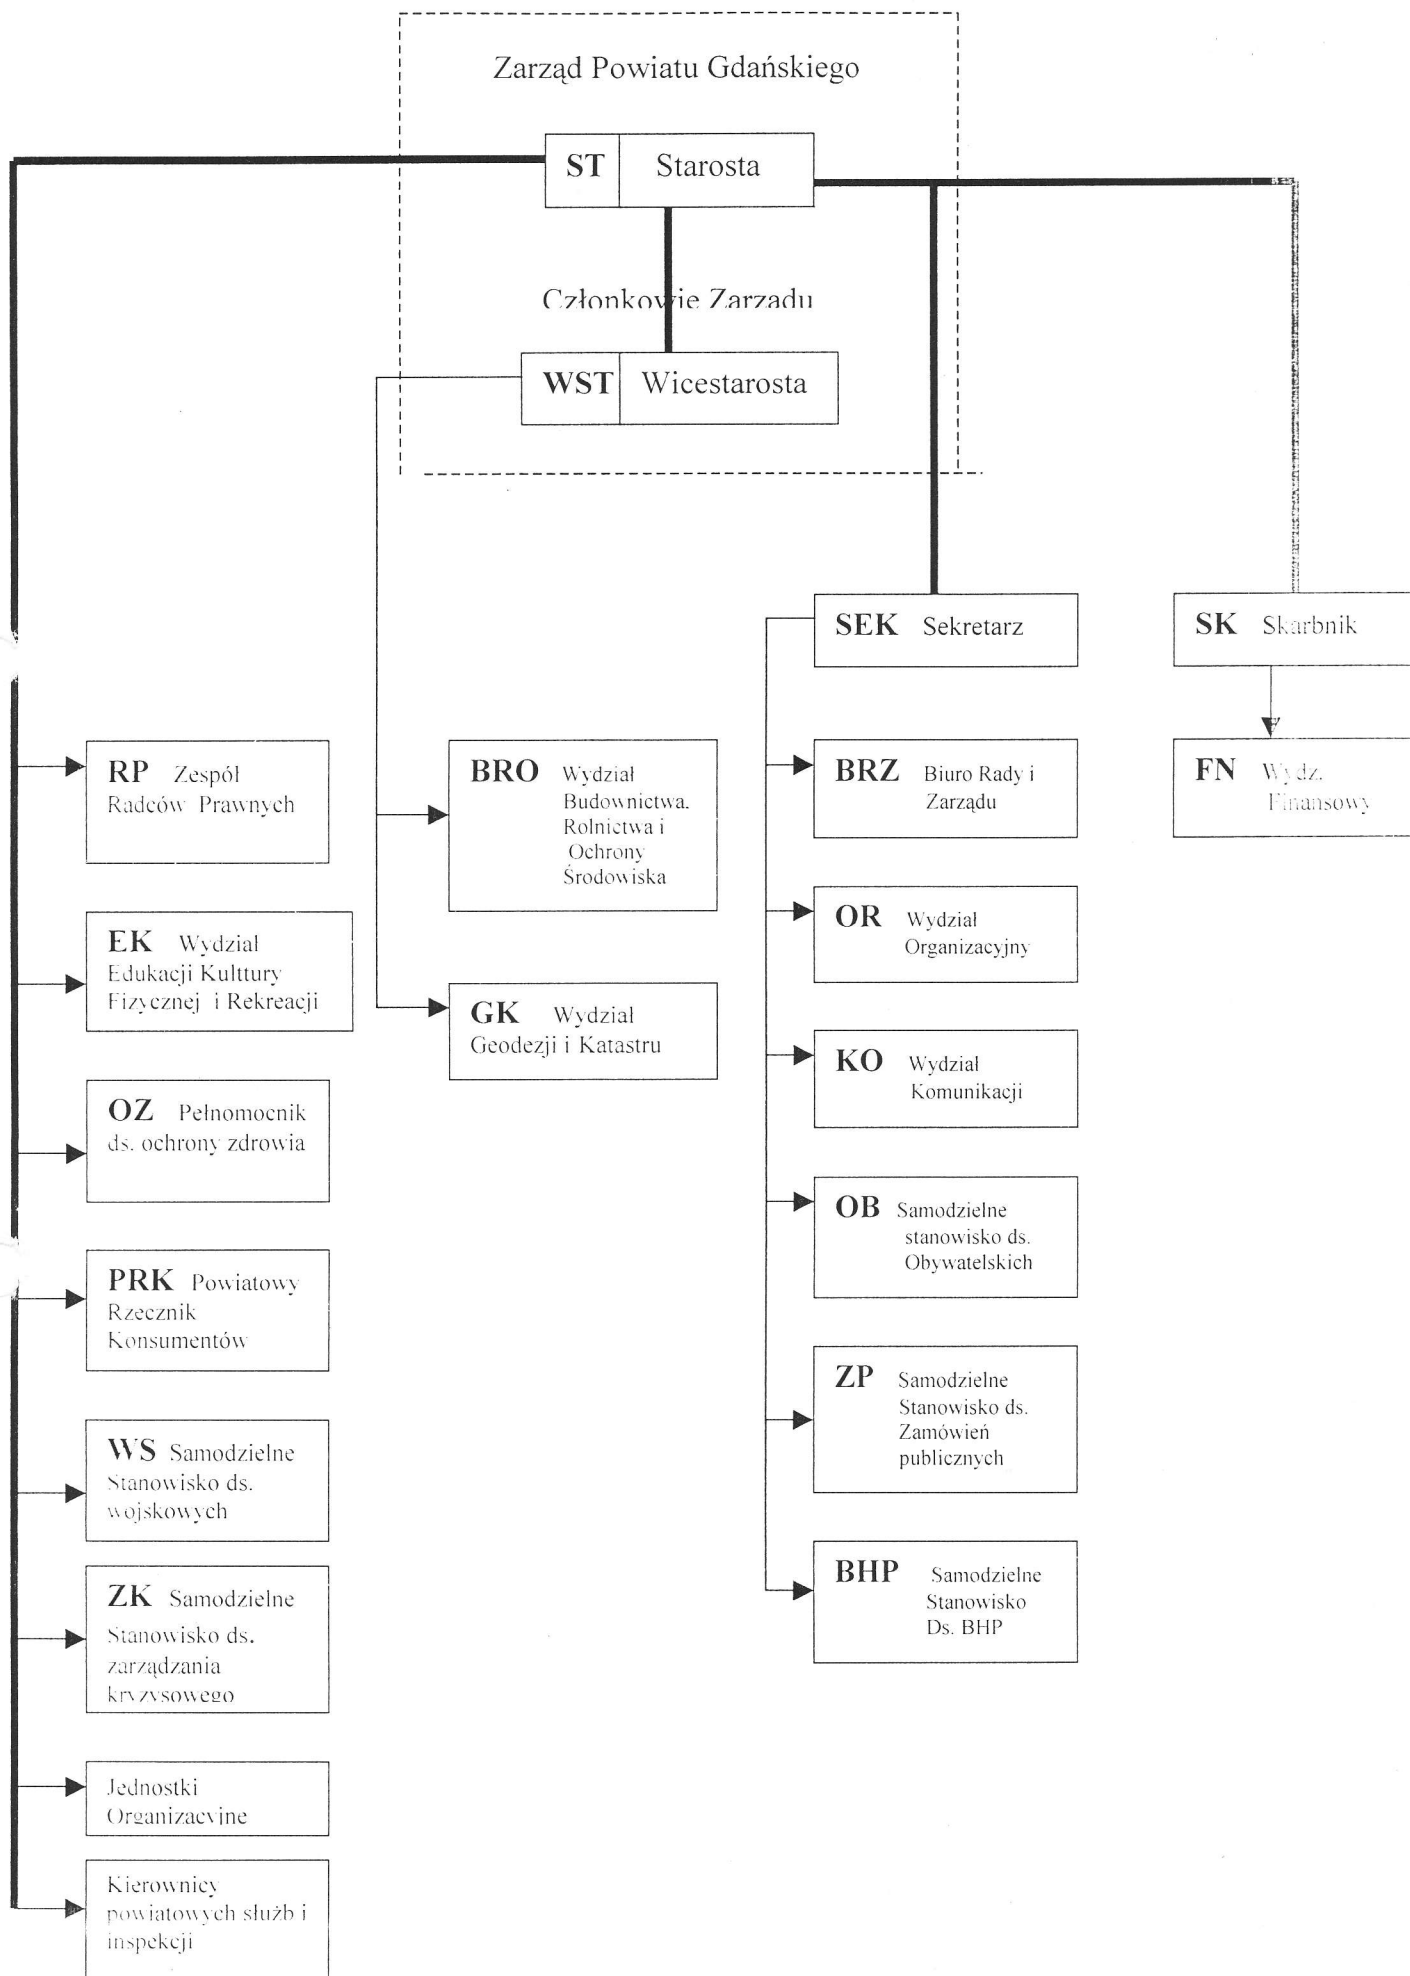 Zarząd Powiatu Gdańskiego
ST Starosta
Członkowie Zarzadu
WST Wicestarosta
SEK Sekretarz
SK Skarbnik
RP Zespół
Radców Prawnych
EK Wydział
Edukacji Kulttury
Fizycznej i Rekreacji
OZ Pełnomocnik
ds. ochrony zdrowia
PRK Powiatowy
Rzecznik
Konsumentów
WS Samodzielne
Stanowisko ds.
wojskowych
ZK Samodzielne
Stanowisko ds.
zarządzania
kryzysowego
Jednostki
Organizacyjne
Kierownicy
powiatowych służb i
inspekcji
BRO Wydział
Budownictwa.
Rolnictwa i
Ochrony
Środowiska
GK Wydział
Geodezji i Katastru
BRZ Biuro Rady i
Zarządu
OR Wydział
Organizacyjny
KO Wydział
Komunikacji
OB Samodzielne
stanowisko ds.
Obywatelskich
ZP Samodzielne
Stanowisko ds.
Zamówień
publicznych
BHP Samodzielne
Stanowisko
Ds. BHP
FN Wydz.
Finansowy